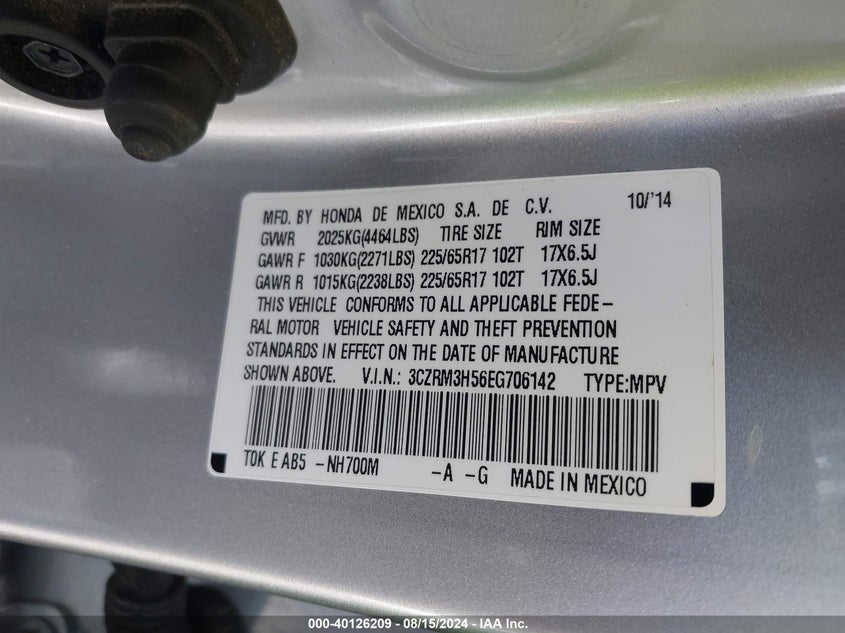 MFD. BY HONDA DE MEXICO S.A. DE C.V. 10/'14
GVWR 2025KG(4464LBS) TIRE SIZE RIM SIZE
GAWR F 1030KG(2271LBS) 225/65R17 102T 17X6.5J
GAWR R 1015KG(2238LBS) 225/65R17 102T 17X6.5J
THIS VEHICLE CONFORMS TO ALL APPLICABLE FEDE-
RAL MOTOR VEHICLE SAFETY AND THEFT PREVENTION
STANDARDS IN EFFECT ON THE DATE OF MANUFACTURE
SHOWN ABOVE. V.I.N.: 3CZRM3H56EG706142 TYPE:MPV
T0K E AB5 -NH700M -A -G MADE IN MEXICO
000-40126209 - 08/15/2024 - IAA Inc.